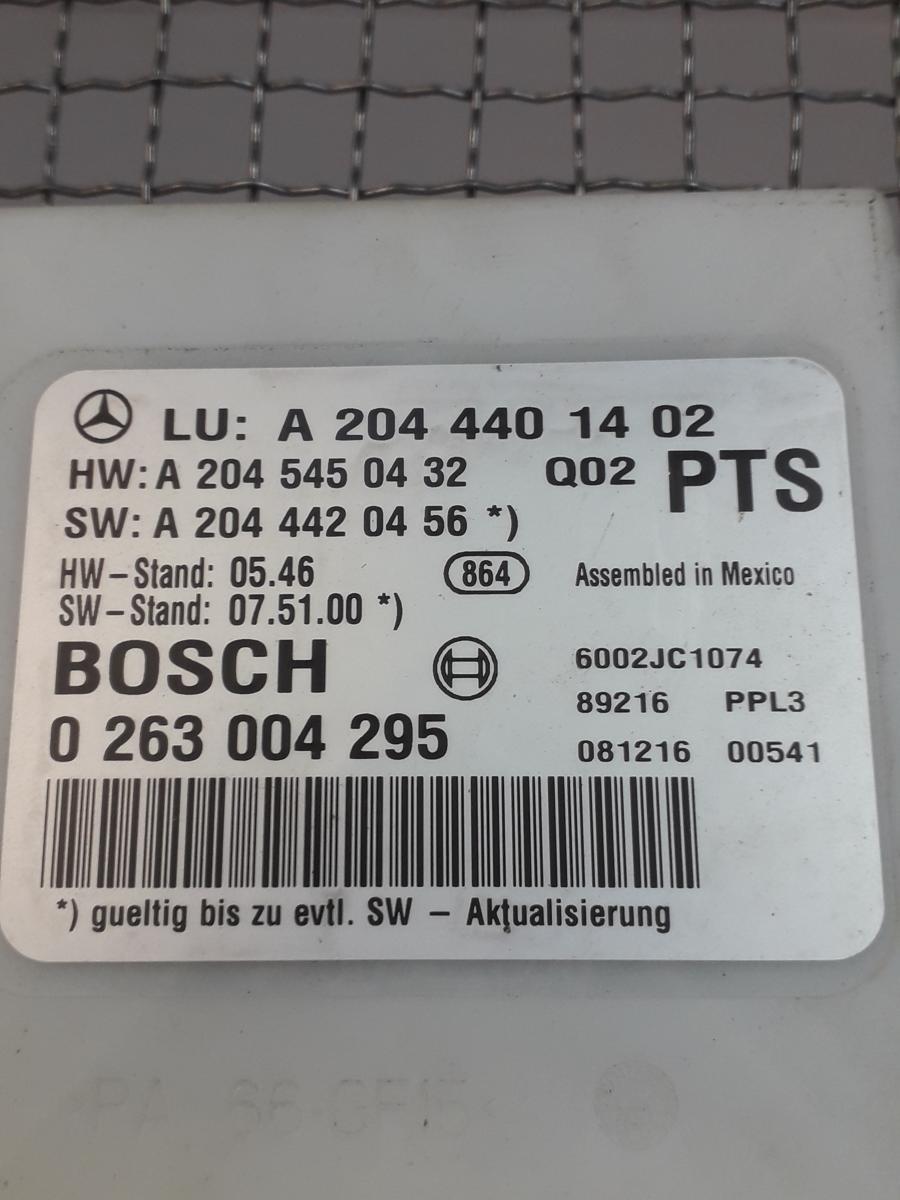 LU: A 204 440 14 02
HW: A 204 545 04 32 Q02 PTS
SW: A 204 442 04 56 *)
HW-Stand: 05.46 864 Assembled in Mexico
SW-Stand: 07.51.00 *)
BOSCH 6002JC1074
89216 PPL3
0 263 004 295 081216 00541
*) gueltig bis zu evtl. SW - Aktualisierung